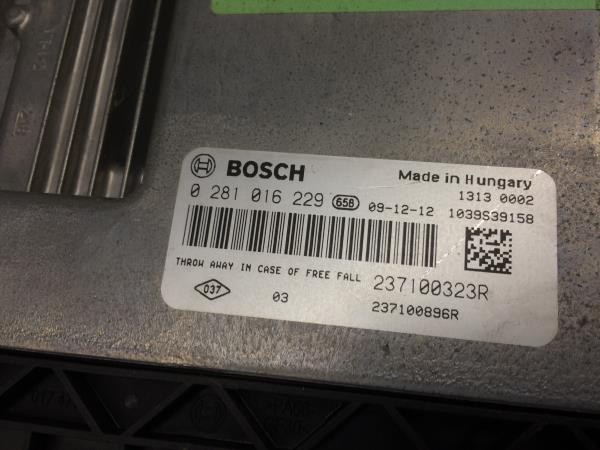 BOSCH
Made in Hungary
0 281 016 229 658 09-12-12
1313 0002
1039S39158
THROW AWAY IN CASE OF FREE FALL
237100323R
037
03
237100896R